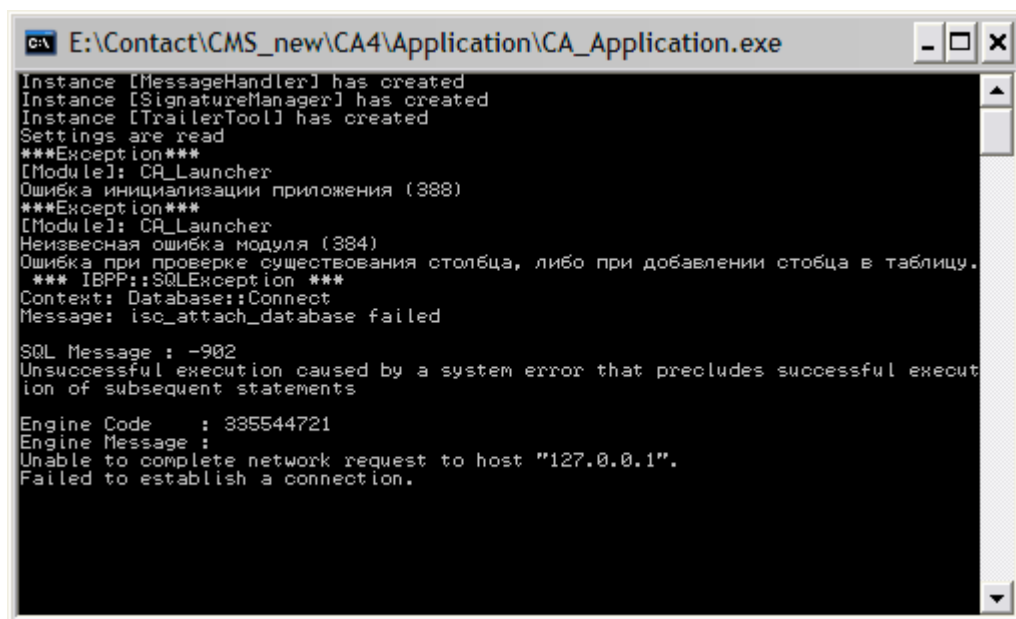 E:\Contact\CMS_new\CA4\Application\CA_Application.exe
Instance [MessageHandler] has created
Instance [SignatureManager] has created
Instance [TrailerTool] has created
Settings are read
***Exception***
[Module]: CA_Launcher
Ошибка инициализации приложения (388)
***Exception***
[Module]: CA_Launcher
Неизвесная ошибка модуля (384)
Ошибка при проверке существования столбца, либо при добавлении стобца в таблицу.
*** IBPP::SQLException ***
Context: Database::Connect
Message: isc_attach_database failed
SQL Message : -902
Unsuccessful execution caused by a system error that precludes successful execut
ion of subsequent statements
Engine Code    : 335544721
Engine Message :
Unable to complete network request to host "127.0.0.1".
Failed to establish a connection.